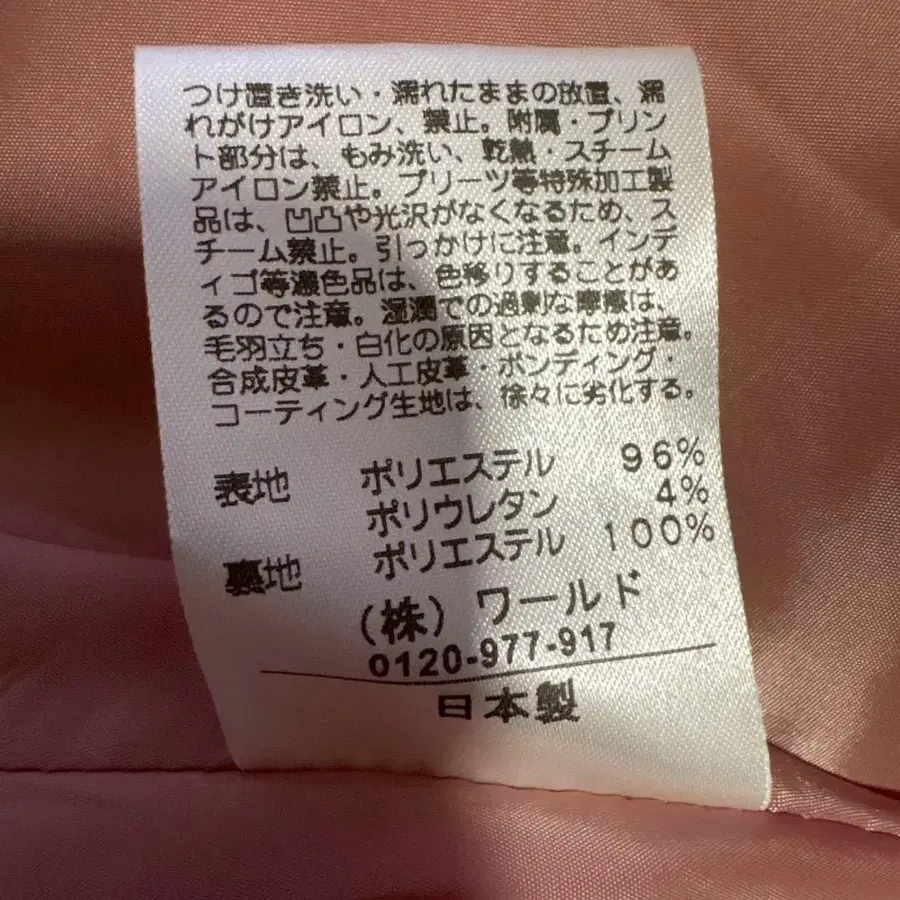 つけ置き洗い・濡れたままの放置、濡
れがけアイロン、禁止。附属・プリン
ト部分は、もみ洗い、乾熱・スチーム
アイロン禁止。プリーツ等特殊加工製
品は、凹凸や光沢がなくなるため、ス
チーム禁止。引っかけに注意。インデ
ィゴ等濃色品は、色移りすることがあ
るので注意。湿潤での過剰な摩擦は、
毛羽立ち・白化の原因となるため注意。
合成皮革・人工皮革・ボンディング・
コーティング生地は、徐々に劣化する。
表地 ポリエステル 96%
ポリウレタン 4%
裏地 ポリエステル 100%
(株) ワールド
0120-977-917
日本製